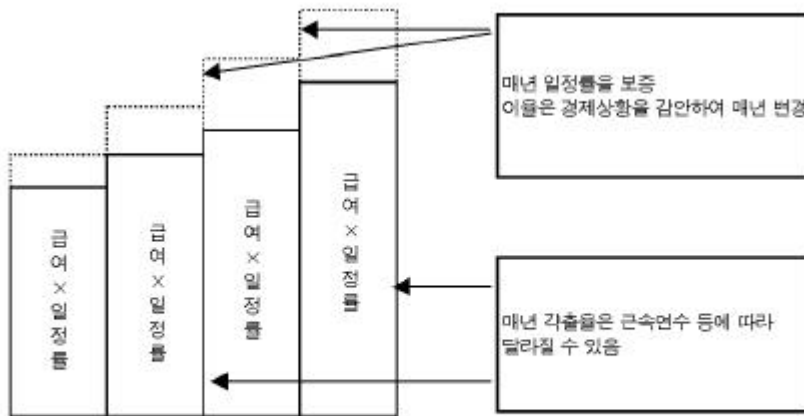 매년 일정률을 보증
이율은 경제상황을 감안하여 매년 변경
급여×일정률
급여×일정률
급여×일정률
급여×일정률
매년 각출율은 근속연수 등에 따라
달라질 수 있음